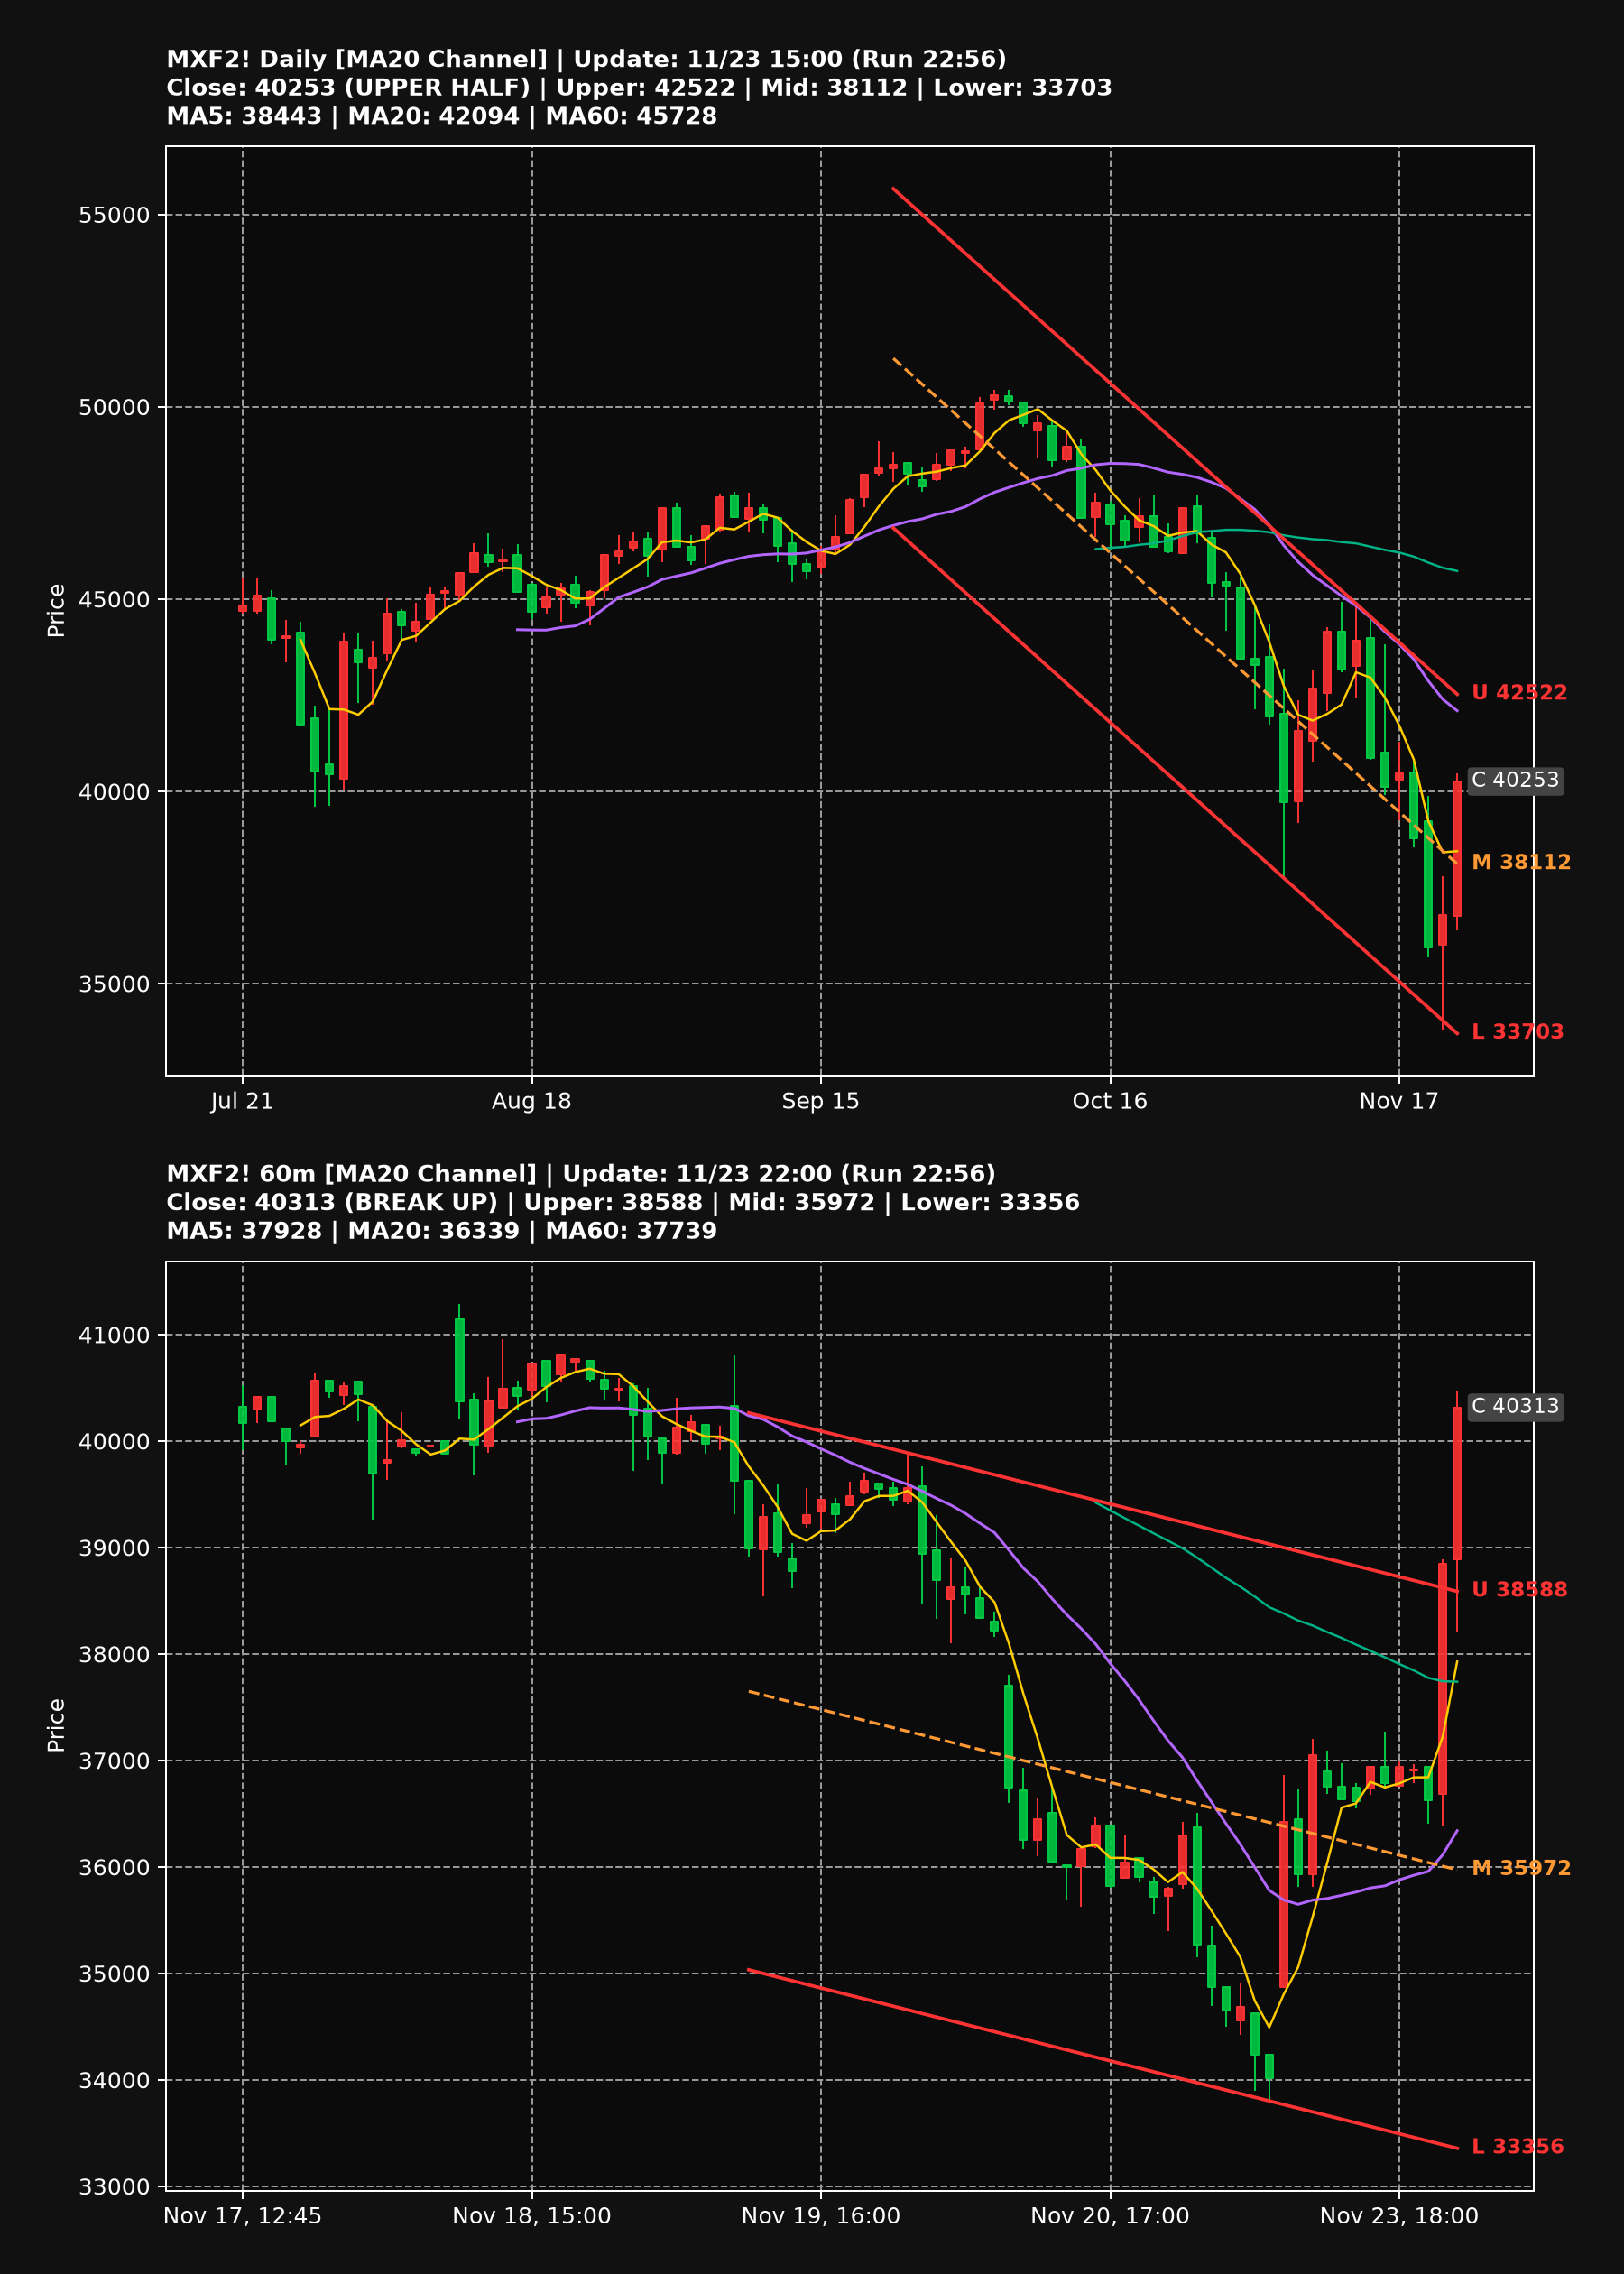 MXF2! Daily [MA20 Channel] | Update: 11/23 15:00 (Run 22:56)
Close: 40253 (UPPER HALF) | Upper: 42522 | Mid: 38112 | Lower: 33703
MA5: 38443 | MA20: 42094 | MA60: 45728
55000
50000
45000
40000
35000
Price
U 42522
C 40253
M 38112
L 33703
Jul 21
Aug 18
Sep 15
Oct 16
Nov 17
MXF2! 60m [MA20 Channel] | Update: 11/23 22:00 (Run 22:56)
Close: 40313 (BREAK UP) | Upper: 38588 | Mid: 35972 | Lower: 33356
MA5: 37928 | MA20: 36339 | MA60: 37739
41000
40000
39000
38000
37000
36000
35000
34000
33000
Price
C 40313
U 38588
M 35972
L 33356
Nov 17, 12:45
Nov 18, 15:00
Nov 19, 16:00
Nov 20, 17:00
Nov 23, 18:00